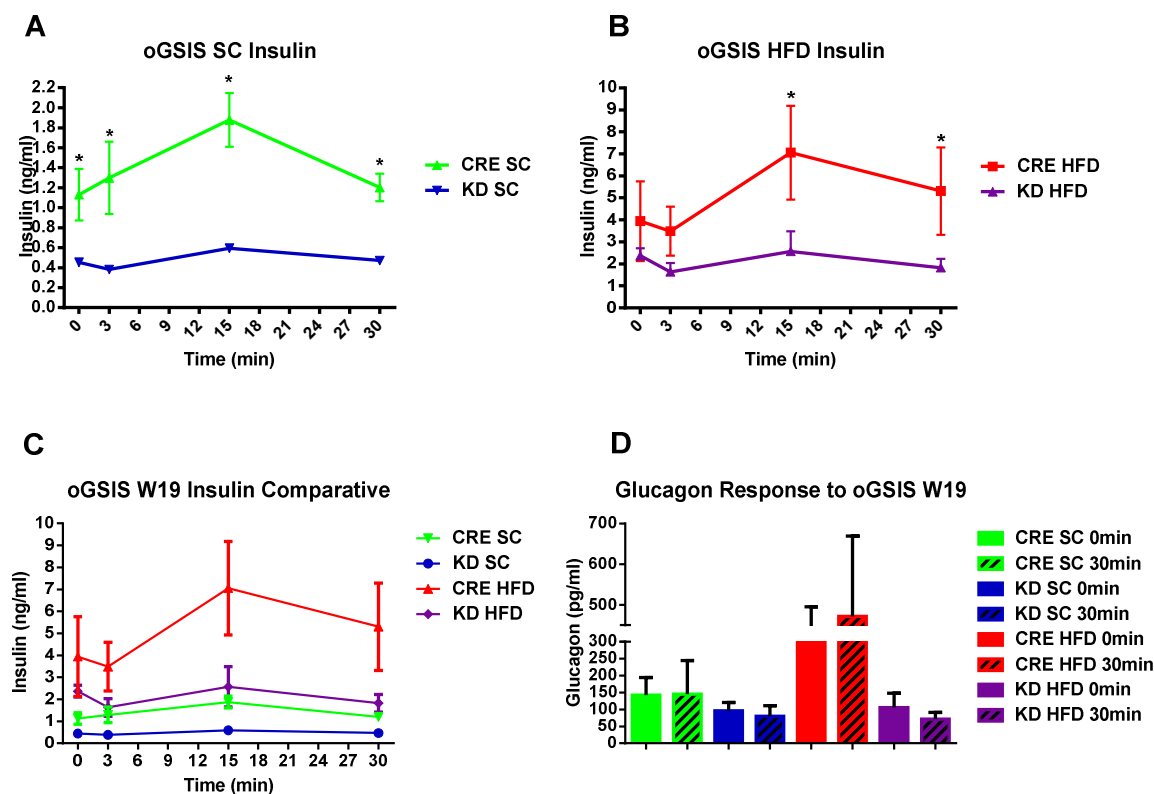 A
oGSIS SC Insulin
Insulin (ng/ml)
2.2
2.0
1.8
1.6
1.4
1.2
1.0
0.8
0.6
0.4
0.2
0.0
* * * *
0 3 6 9 12 15 18 21 24 27 30
Time (min)
CRE SC
KD SC
B
oGSIS HFD Insulin
Insulin (ng/ml)
10
9
8
7
6
5
4
3
2
1
0
* *
0 3 6 9 12 15 18 21 24 27 30
Time (min)
CRE HFD
KD HFD
C
oGSIS W19 Insulin Comparative
Insulin (ng/ml)
10
9
8
7
6
5
4
3
2
1
0
0 3 6 9 12 15 18 21 24 27 30
Time (min)
CRE SC
KD SC
CRE HFD
KD HFD
D
Glucagon Response to oGSIS W19
Glucagon (pg/ml)
700
600
500
300
250
200
150
100
50
0
CRE SC 0min
CRE SC 30min
KD SC 0min
KD SC 30min
CRE HFD 0min
CRE HFD 30min
KD HFD 0min
KD HFD 30min